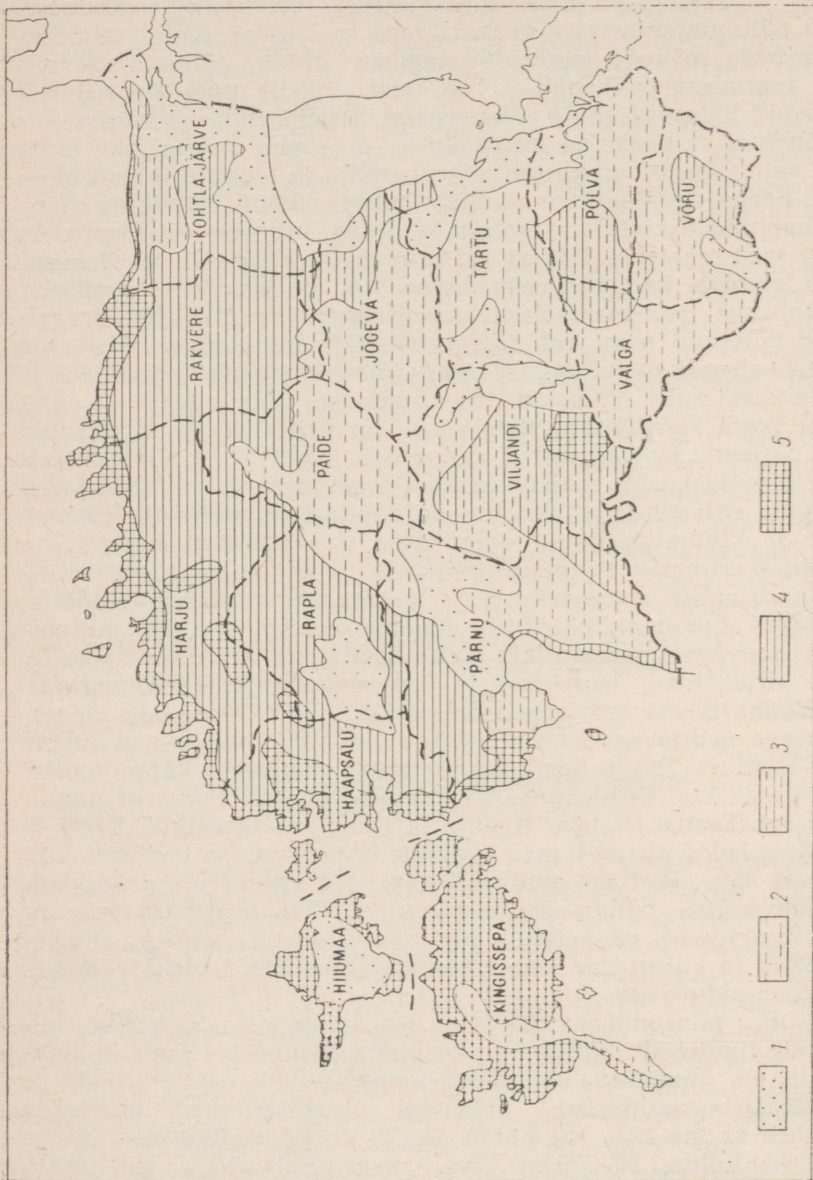 KOHTLA-JÄRVE
RAKVERE
HARJU
RAPLA
HAAPSALU
HIIUMAA
KINGISSEPA
PÄRNU
PAIDE
JÕGEVA
TARTU
VILJANDI
VALGA
PÕLVA
VÕRU
1
2
3
4
5